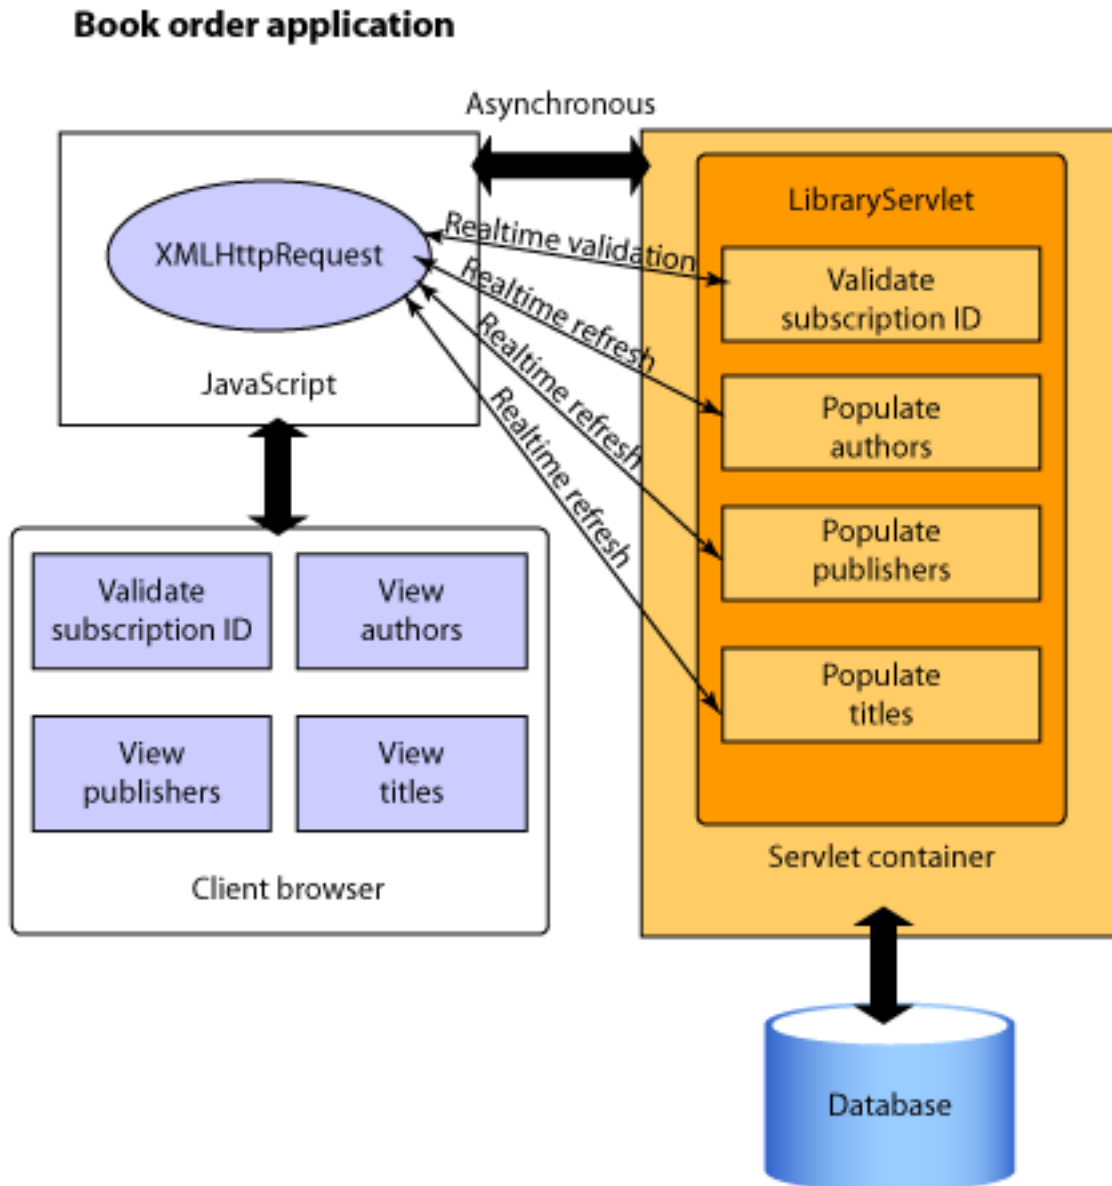 Book order application
Asynchronous
XMLHttpRequest
JavaScript
Realtime validation
Realtime refresh
Realtime refresh
Realtime refresh
LibraryServlet
Validate
subscription ID
Populate
authors
Populate
publishers
Populate
titles
Servlet container
Validate
subscription ID
View
authors
View
publishers
View
titles
Client browser
Database